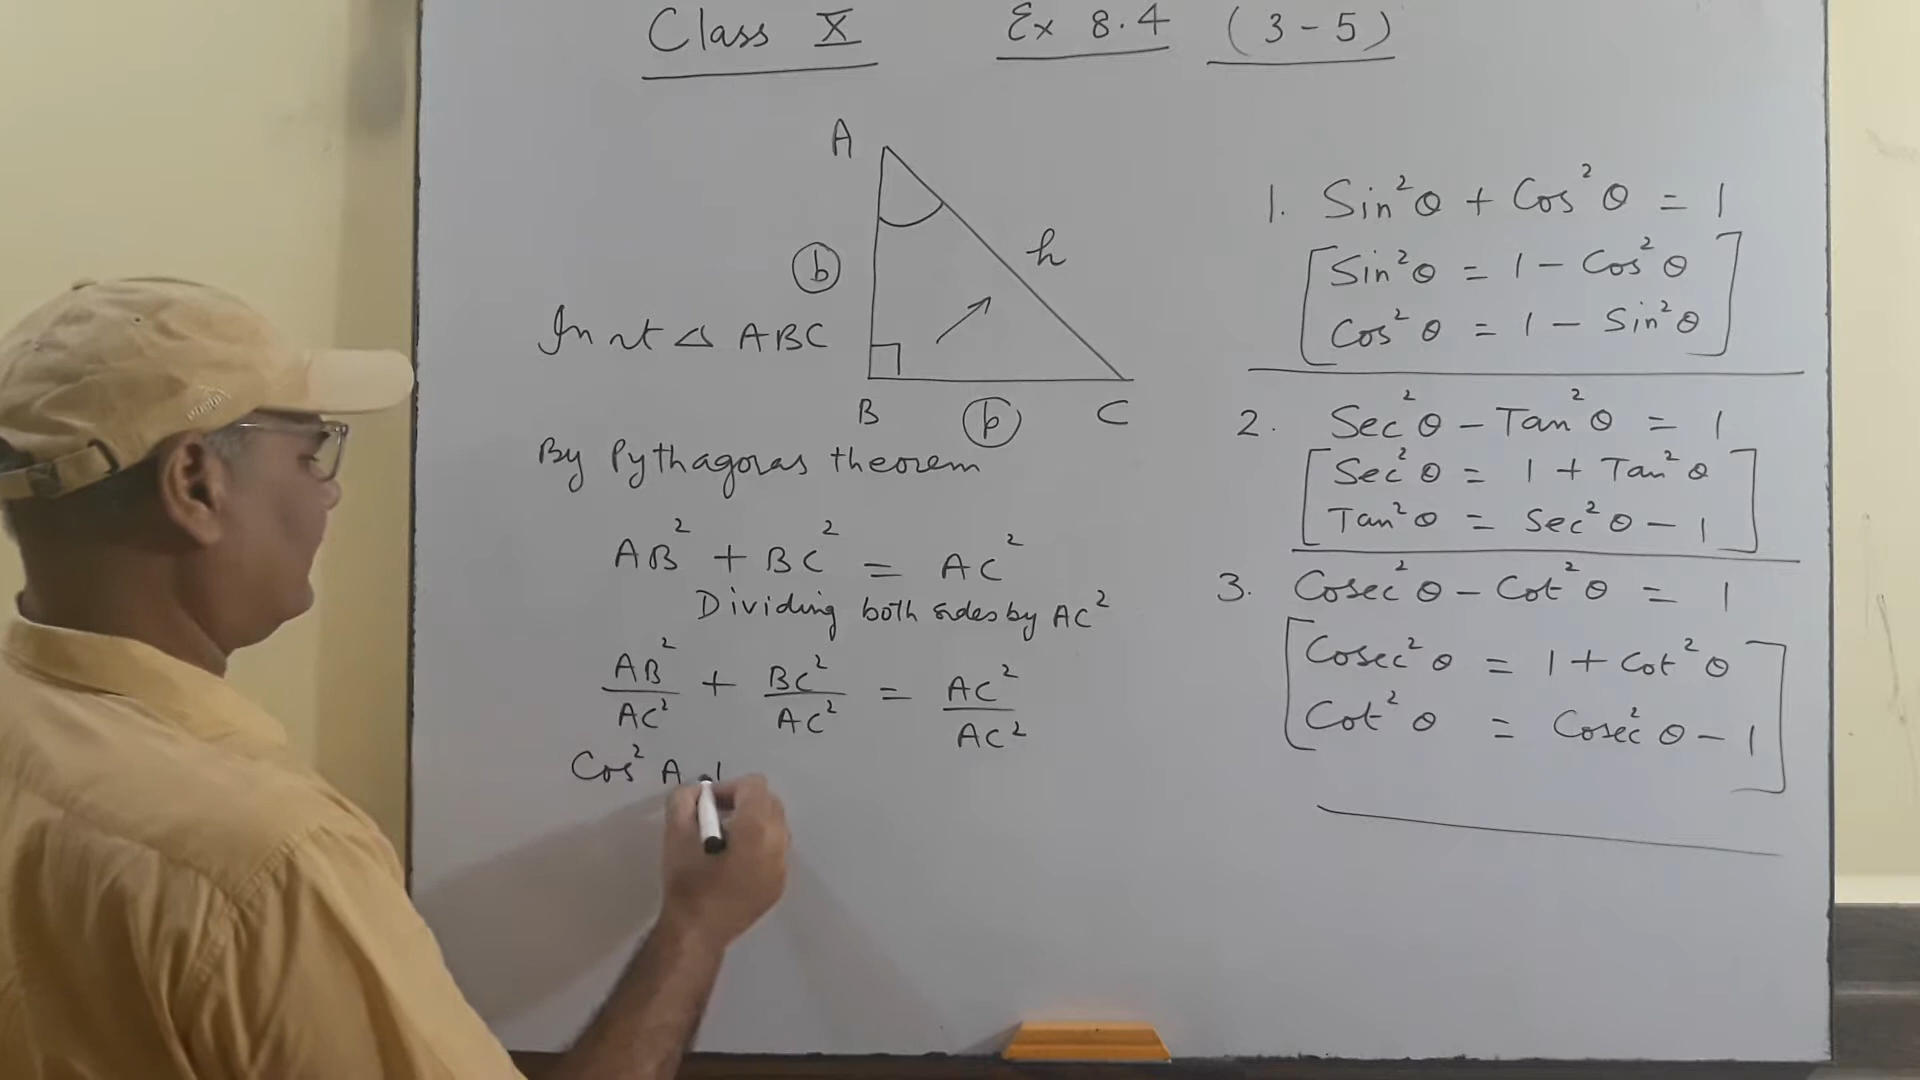 Class X Ex 8.4 (3-5)
A
b
h
In rt △ ABC
B
p
C
By Pythagoras theorem
AB² + BC² = AC²
Dividing both sides by AC²
AB²/AC² + BC²/AC² = AC²/AC²
Cos² A
1. Sin²θ + Cos²θ = 1
Sin²θ = 1 - Cos²θ
Cos²θ = 1 - Sin²θ
2. Sec²θ - Tan²θ = 1
Sec²θ = 1 + Tan²θ
Tan²θ = Sec²θ - 1
3. Cosec²θ - Cot²θ = 1
Cosec²θ = 1 + Cot²θ
Cot²θ = Cosec²θ - 1